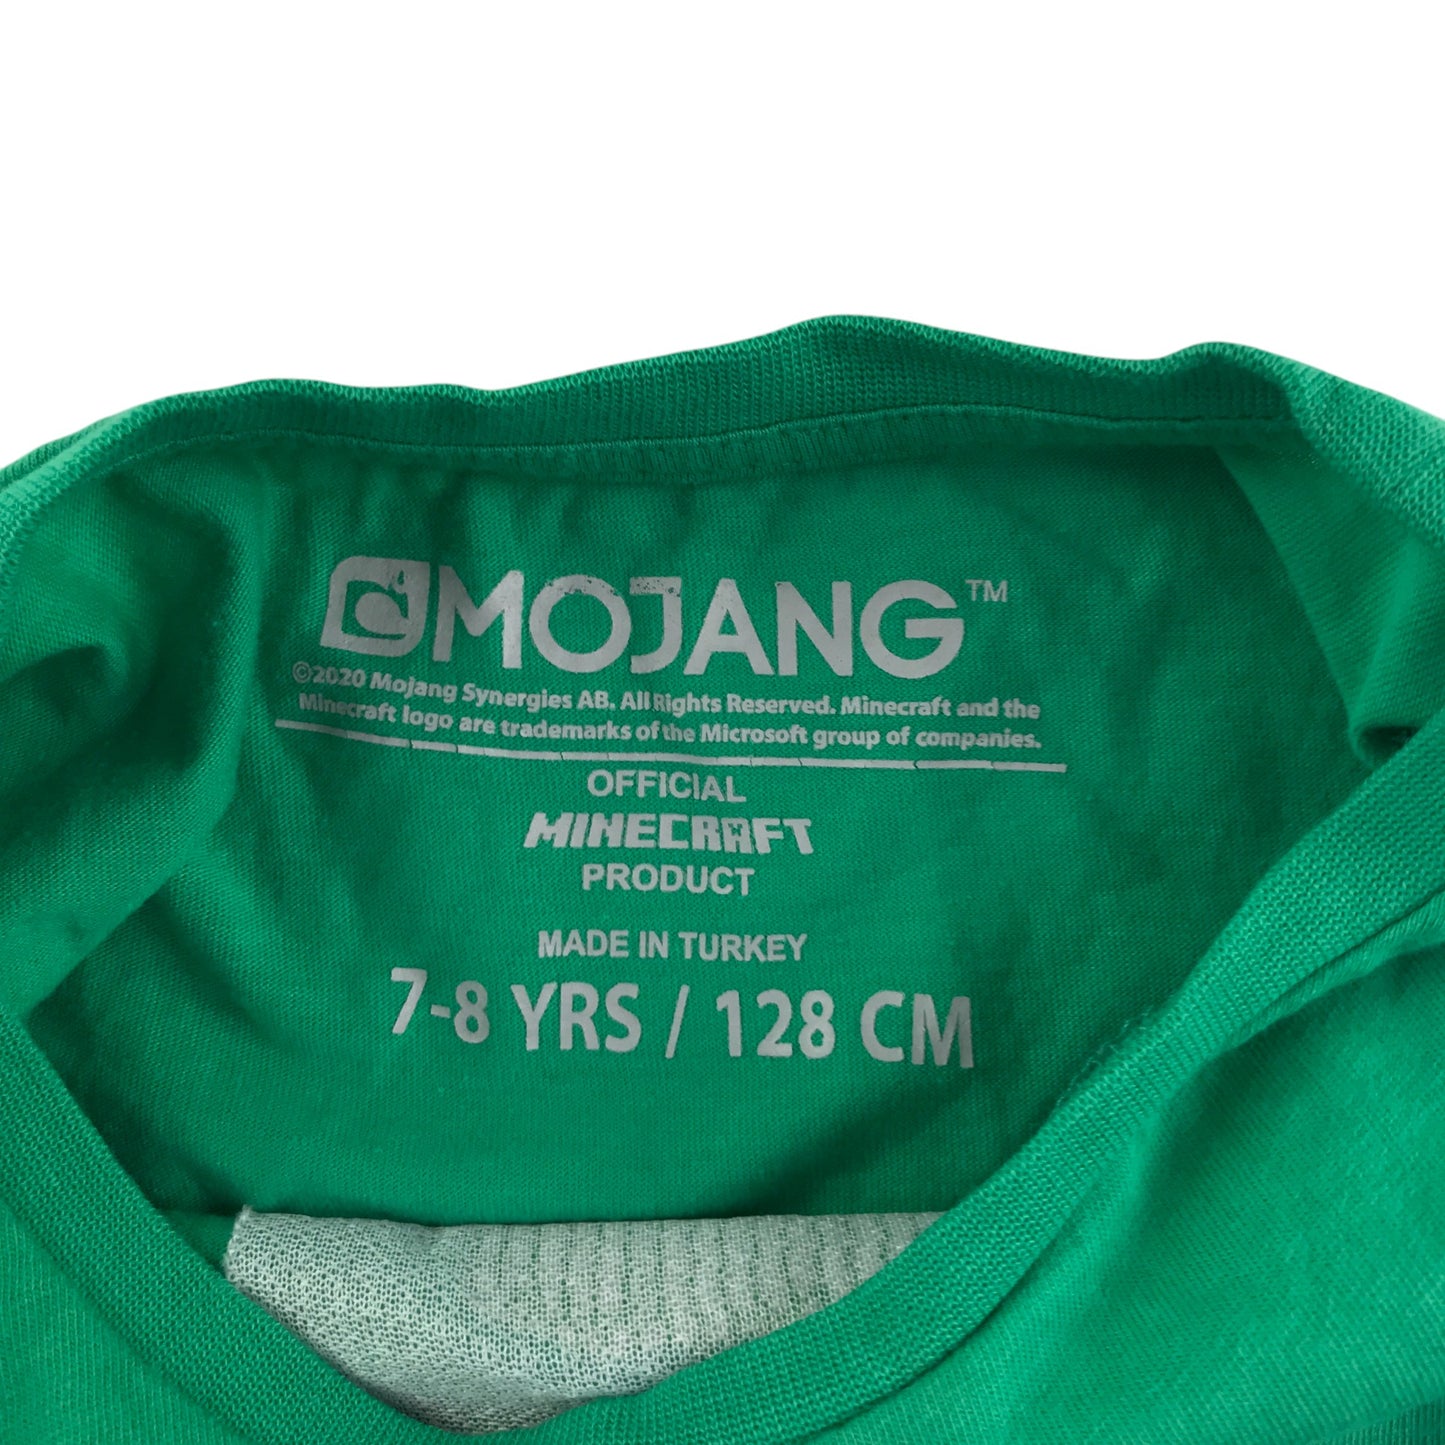 MOJANG™
©2020 Mojang Synergies AB. All Rights Reserved. Minecraft and the
Minecraft logo are trademarks of the Microsoft group of companies.
OFFICIAL
MINECRAFT
PRODUCT
MADE IN TURKEY
7-8 YRS / 128 CM